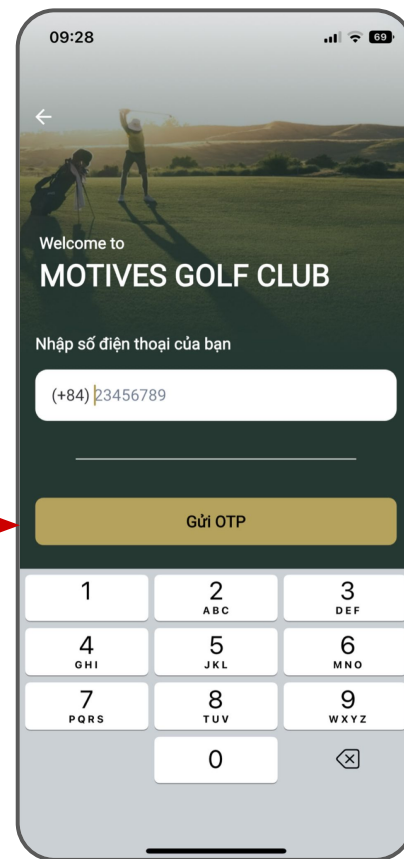 09:28
69
Welcome to
MOTIVES GOLF CLUB
Nhập số điện thoại của bạn
(+84) 23456789
Gửi OTP
1 2 3
ABC DEF
4 5 6
GHI JKL MNO
7 8 9
PQRS TUV WXYZ
0